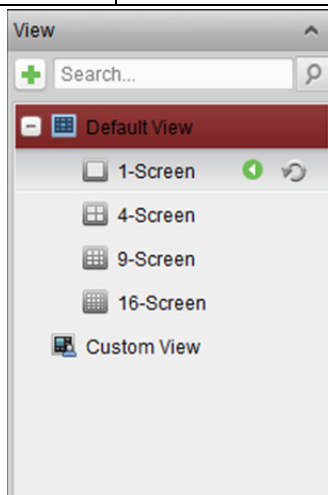 View
Search...
Default View
1-Screen
4-Screen
9-Screen
16-Screen
Custom View